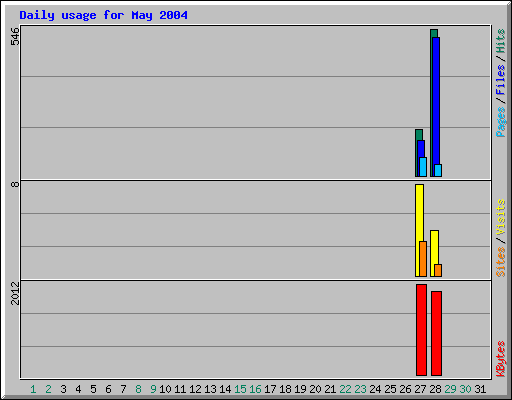 Daily usage for May 2004
546
8
2012
Pages / Files / Hits
Sites / Visits
KBytes
1 2 3 4 5 6 7 8 9 10 11 12 13 14 15 16 17 18 19 20 21 22 23 24 25 26 27 28 29 30 31